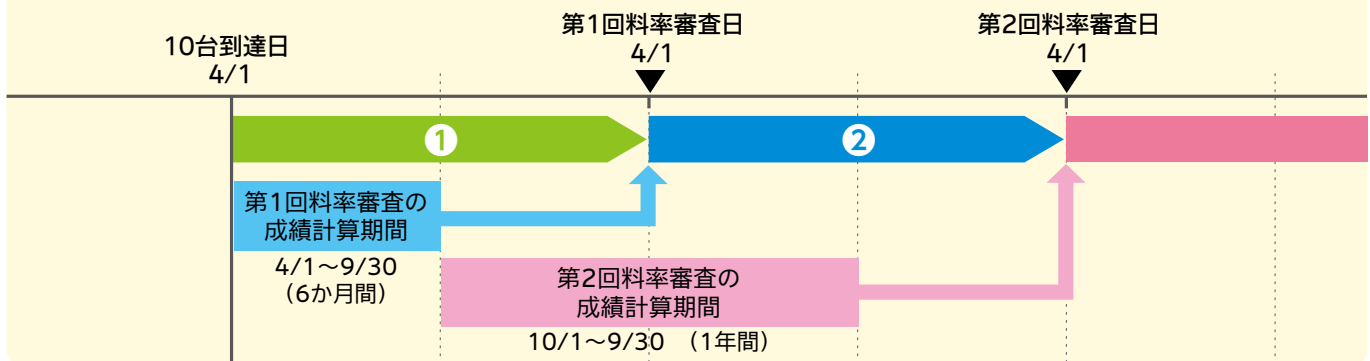 10台到達日
4/1
第1回料率審査日
4/1
第2回料率審査日
4/1
1
2
第1回料率審査の
成績計算期間
4/1～9/30
（6か月間）
第2回料率審査の
成績計算期間
10/1～9/30　（1年間）